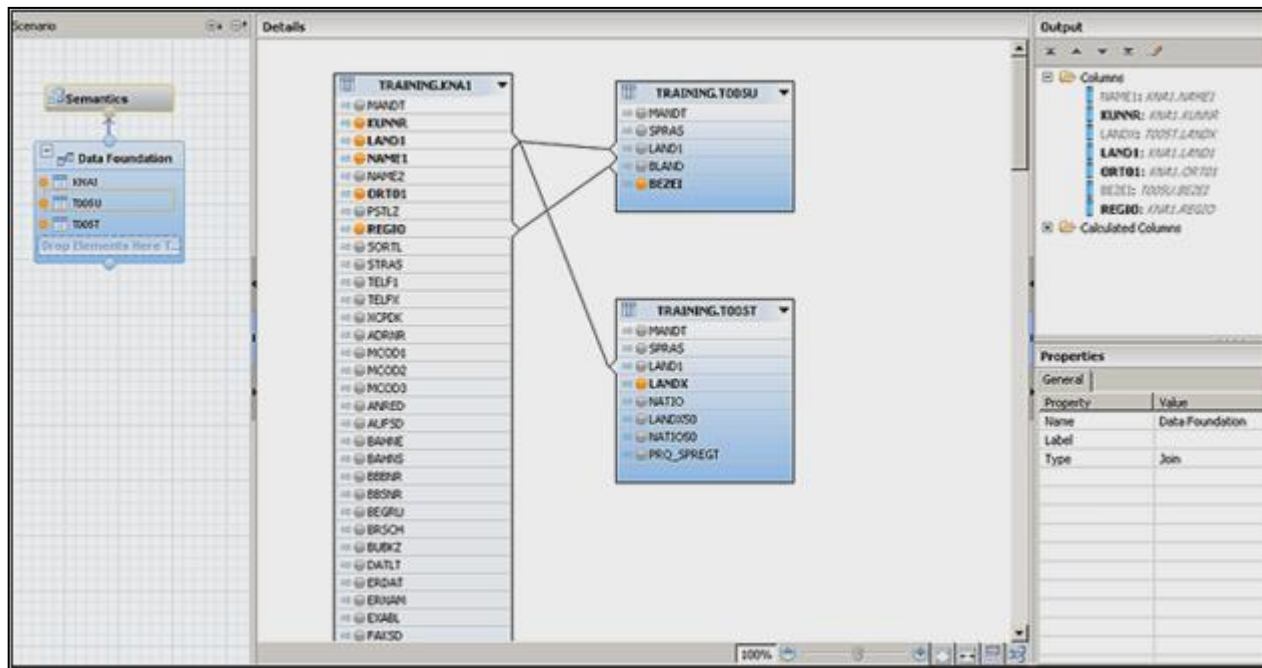 Scenario
Semantics
Data Foundation
KNA1
T005U
T005T
Drop Elements Here T...
Details
TRAINING.KNA1
MANDT
KUNNR
LAND1
NAME1
NAME2
ORT01
PSTLZ
REGIO
SORTL
STRAS
TELF1
TELFX
XCPDK
ADRNR
MCOD1
MCOD2
MCOD3
ANRED
AUFSD
BAHNE
BAHNS
BBBNR
BBSNR
BEGRU
BRSCH
BUBKZ
DATLT
ERDAT
ERNAM
EXABL
FAKSD
TRAINING.T005U
MANDT
SPRAS
LAND1
BLAND
BEZEI
TRAINING.T005T
MANDT
SPRAS
LAND1
LANDX
NATIO
LANDX50
NATIO50
PRQ_SPREGT
100%
Output
Columns
NAME1: KNA1.NAME1
KUNNR: KNA1.KUNNR
LANDX: T005T.LANDX
LAND1: KNA1.LAND1
ORT01: KNA1.ORT01
BEZEI: T005U.BEZEI
REGIO: KNA1.REGIO
Calculated Columns
Properties
General
Property Value
Name Data Foundation
Label
Type Join